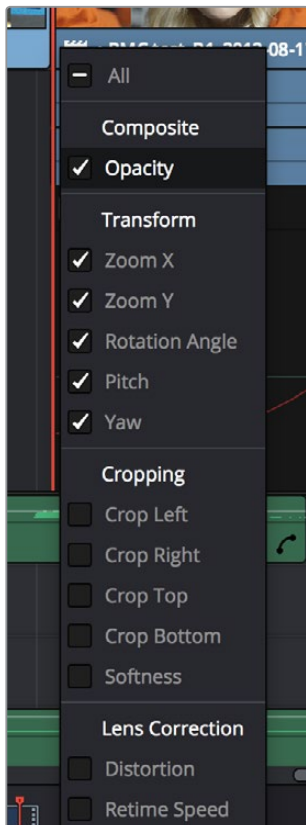 All
Composite
Opacity
Transform
Zoom X
Zoom Y
Rotation Angle
Pitch
Yaw
Cropping
Crop Left
Crop Right
Crop Top
Crop Bottom
Softness
Lens Correction
Distortion
Retime Speed